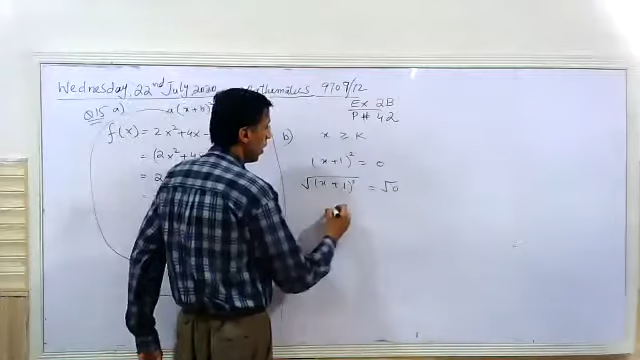 Wednesday, 22nd July 2020 Mathematics 9709/12
Ex 2B
P# 42
Q15 a) a(x+b)
f(x) = 2x² + 4x -
= (2x² + 4
= 2
b) x ≥ K
(x+1)² = 0
√(x+1)² = √0